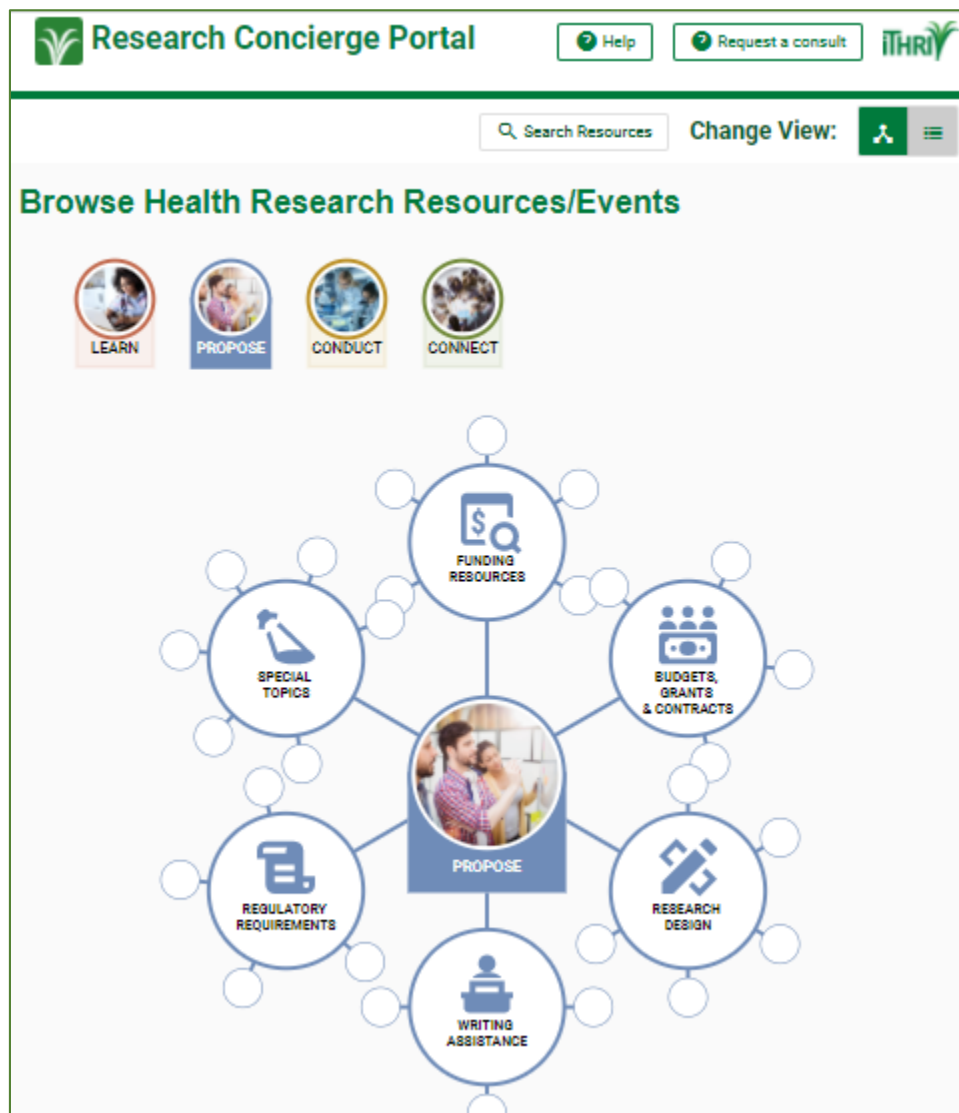 Research Concierge Portal
Help
Request a consult
iTHRIV
Search Resources
Change View:
Browse Health Research Resources/Events
LEARN
PROPOSE
CONDUCT
CONNECT
FUNDING
RESOURCES
SPECIAL
TOPICS
BUDGETS,
GRANTS
& CONTRACTS
PROPOSE
REGULATORY
REQUIREMENTS
RESEARCH
DESIGN
WRITING
ASSISTANCE